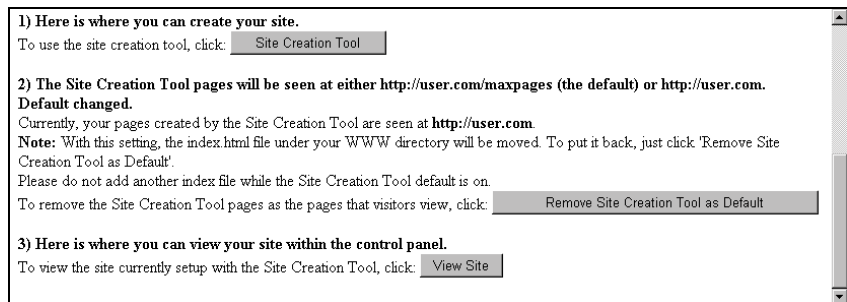 1) Here is where you can create your site.
To use the site creation tool, click: Site Creation Tool
2) The Site Creation Tool pages will be seen at either http://user.com/maxpages (the default) or http://user.com.
Default changed.
Currently, your pages created by the Site Creation Tool are seen at http://user.com.
Note: With this setting, the index.html file under your WWW directory will be moved. To put it back, just click 'Remove Site
Creation Tool as Default'.
Please do not add another index file while the Site Creation Tool default is on.
To remove the Site Creation Tool pages as the pages that visitors view, click: Remove Site Creation Tool as Default
3) Here is where you can view your site within the control panel.
To view the site currently setup with the Site Creation Tool, click: View Site